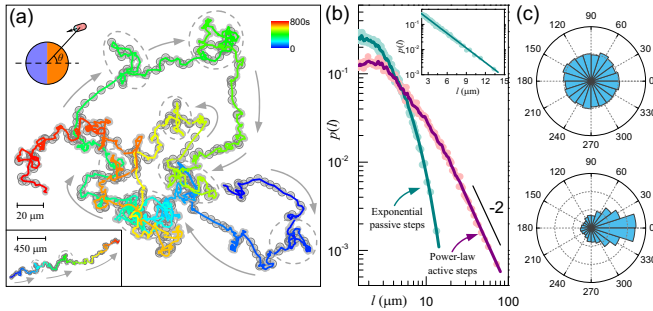 (a)
θ
800s
0
20 μm
450 μm
(b)
p(l)
10⁻¹
10⁻²
10⁻³
l (μm)
10
100
-2
Exponential
passive steps
Power-law
active steps
p(l)
10⁻¹
10⁻²
10⁻³
l (μm)
3 6 9 12 15
(c)
90
120 60
150 30
180 0
210 330
240 300
270
90
120 60
150 30
180 0
210 330
240 300
270